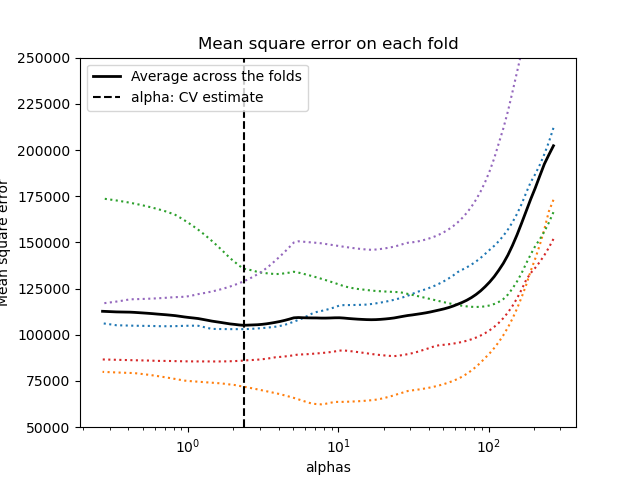 Mean square error on each fold
Average across the folds
alpha: CV estimate
250000
225000
200000
175000
150000
125000
100000
75000
50000
Mean square error
10⁰
10¹
10²
alphas